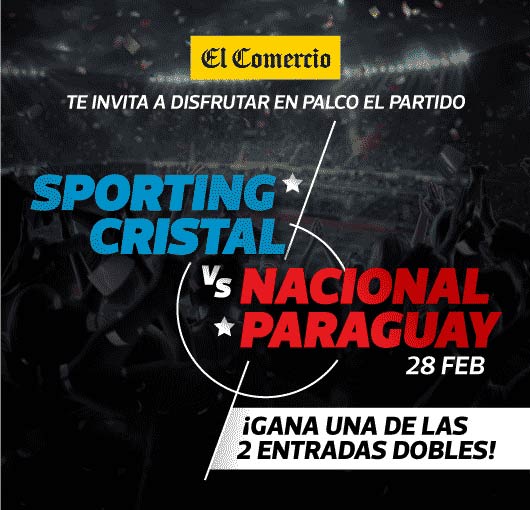 El Comercio
TE INVITA A DISFRUTAR EN PALCO EL PARTIDO
SPORTING
CRISTAL
VS
NACIONAL
PARAGUAY
28 FEB
¡GANA UNA DE LAS
2 ENTRADAS DOBLES!